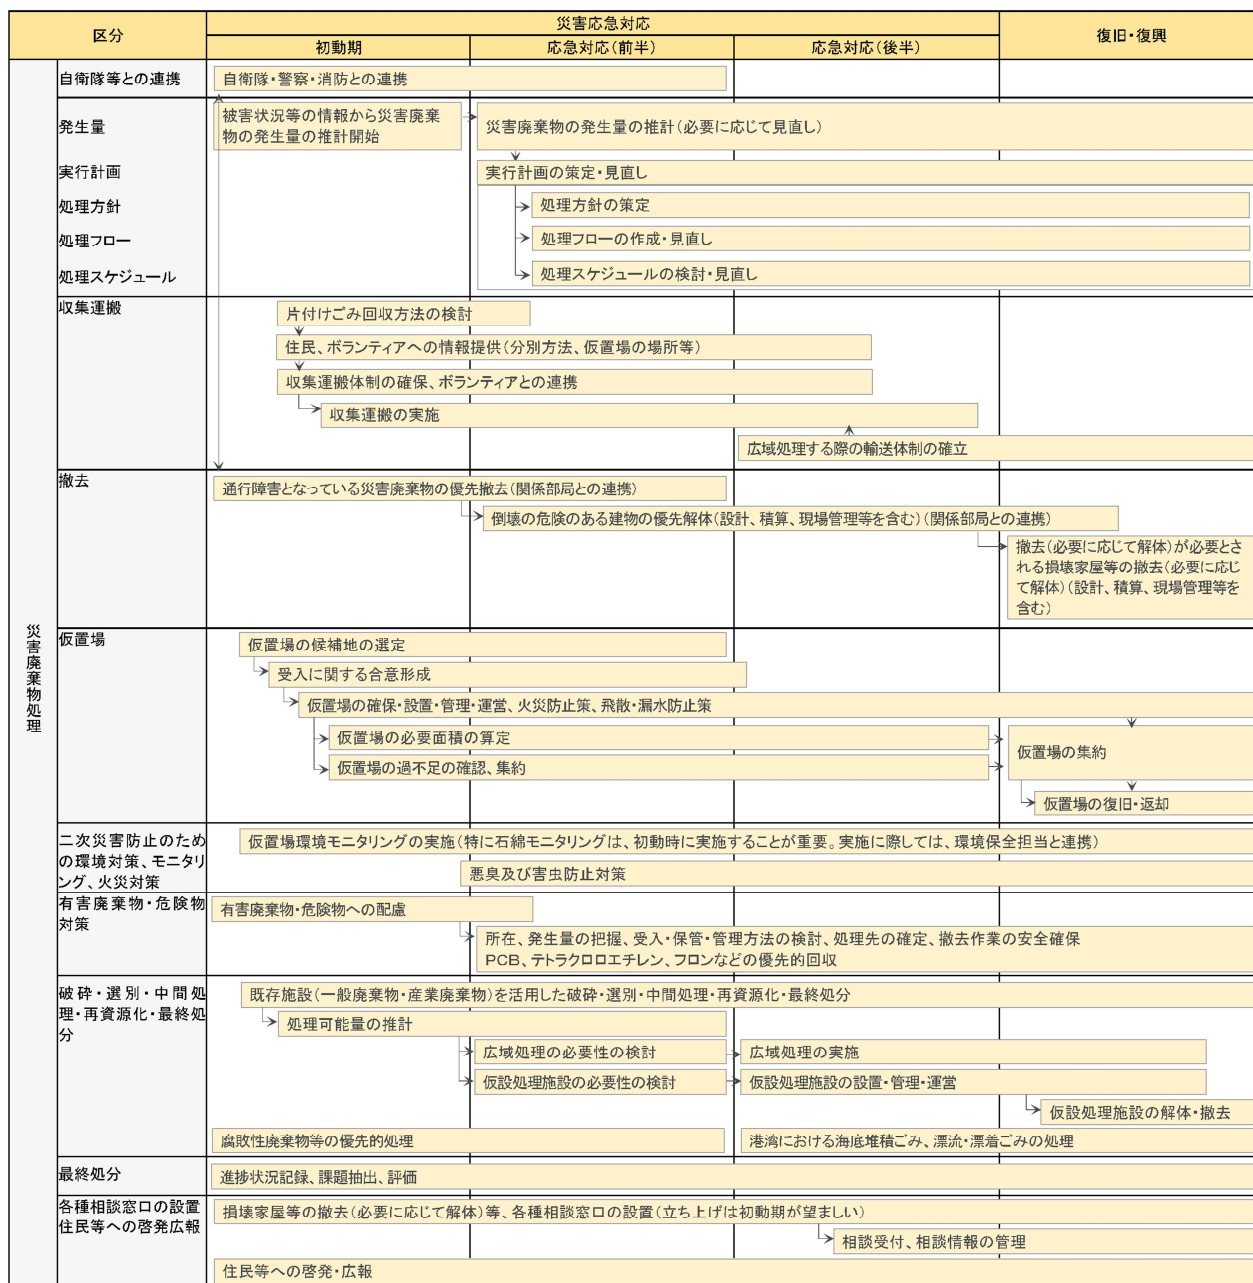 区分
災害応急対応
復旧・復興
初動期
応急対応(前半)
応急対応(後半)
災害廃棄物処理
自衛隊等との連携
自衛隊・警察・消防との連携
発生量
被害状況等の情報から災害廃棄
物の発生量の推計開始
災害廃棄物の発生量の推計(必要に応じて見直し)
実行計画
実行計画の策定・見直し
処理方針
処理方針の策定
処理フロー
処理フローの作成・見直し
処理スケジュール
処理スケジュールの検討・見直し
収集運搬
片付けごみ回収方法の検討
住民、ボランティアへの情報提供(分別方法、仮置場の場所等)
収集運搬体制の確保、ボランティアとの連携
収集運搬の実施
広域処理する際の輸送体制の確立
撤去
通行障害となっている災害廃棄物の優先撤去(関係部局との連携)
倒壊の危険のある建物の優先解体(設計、積算、現場管理等を含む)(関係部局との連携)
撤去(必要に応じて解体)が必要とさ
れる損壊家屋等の撤去(必要に応じ
て解体)(設計、積算、現場管理等を
含む)
仮置場
仮置場の候補地の選定
受入に関する合意形成
仮置場の確保・設置・管理・運営、火災防止策、飛散・漏水防止策
仮置場の必要面積の算定
仮置場の過不足の確認、集約
仮置場の集約
仮置場の復旧・返却
二次災害防止のため
の環境対策、モニタリ
ング、火災対策
仮置場環境モニタリングの実施(特に石綿モニタリングは、初動時に実施することが重要。実施に際しては、環境保全担当と連携)
悪臭及び害虫防止対策
有害廃棄物・危険物
対策
有害廃棄物・危険物への配慮
所在、発生量の把握、受入・保管・管理方法の検討、処理先の確定、撤去作業の安全確保
PCB、テトラクロロエチレン、フロンなどの優先的回収
破砕・選別・中間処
理・再資源化・最終処
分
既存施設(一般廃棄物・産業廃棄物)を活用した破砕・選別・中間処理・再資源化・最終処分
処理可能量の推計
広域処理の必要性の検討
広域処理の実施
仮設処理施設の必要性の検討
仮設処理施設の設置・管理・運営
仮設処理施設の解体・撤去
腐敗性廃棄物等の優先的処理
港湾における海底堆積ごみ、漂流・漂着ごみの処理
最終処分
進捗状況記録、課題抽出、評価
各種相談窓口の設置
住民等への啓発広報
損壊家屋等の撤去(必要に応じて解体)等、各種相談窓口の設置(立ち上げは初動期が望ましい)
相談受付、相談情報の管理
住民等への啓発・広報